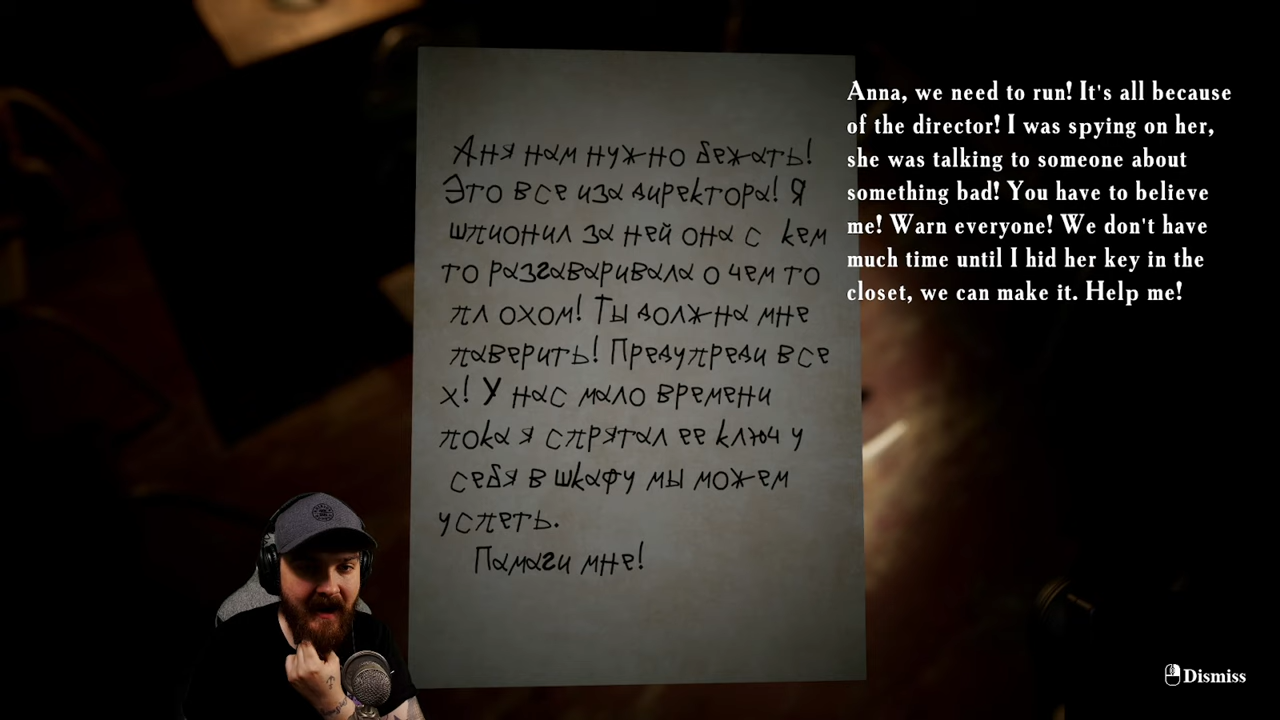 Аня нам нужно бежать!
Это все иза директора! Я
шпионил за ней она с кем
то разгаваривала о чем то
пл охом! Ты должна мне
паверить! Предупреди все
х! У нас мало времени
пока я спрятал ее ключ у
себя в шкафу мы можем
успеть.
Памаги мне!
Anna, we need to run! It's all because
of the director! I was spying on her,
she was talking to someone about
something bad! You have to believe
me! Warn everyone! We don't have
much time until I hid her key in the
closet, we can make it. Help me!
Dismiss